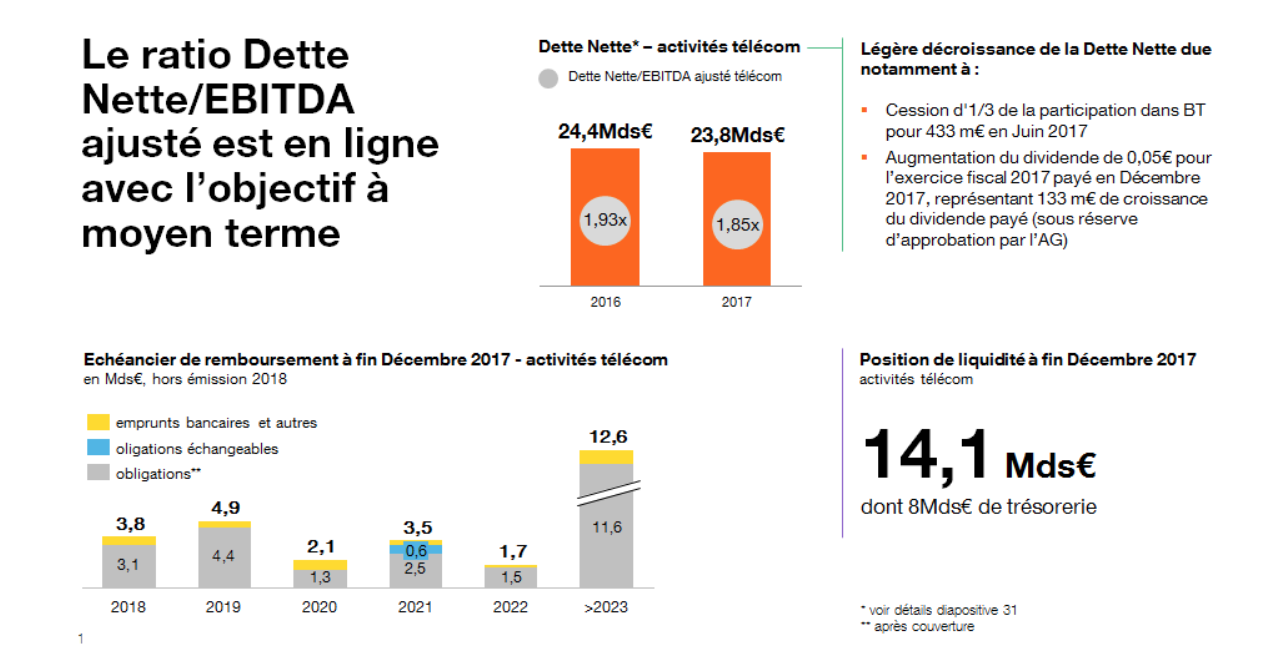 Le ratio Dette
Nette/EBITDA
ajusté est en ligne
avec l'objectif à
moyen terme
Dette Nette* – activités télécom
Dette Nette/EBITDA ajusté télécom
24,4Mds€
23,8Mds€
1,93x
1,85x
2016
2017
Légère décroissance de la Dette Nette due
notamment à :
▪ Cession d'1/3 de la participation dans BT
pour 433 m€ en Juin 2017
▪ Augmentation du dividende de 0,05€ pour
l'exercice fiscal 2017 payé en Décembre
2017, représentant 133 m€ de croissance
du dividende payé (sous réserve
d'approbation par l'AG)
Echéancier de remboursement à fin Décembre 2017 - activités télécom
en Mds€, hors émission 2018
emprunts bancaires et autres
oligations échangeables
obligations**
3,8
3,1
4,9
4,4
2,1
1,3
3,5
0,6
2,5
1,7
1,5
12,6
11,6
2018
2019
2020
2021
2022
>2023
Position de liquidité à fin Décembre 2017
activités télécom
14,1 Mds€
dont 8Mds€ de trésorerie
* voir détails diapositive 31
** après couverture
1